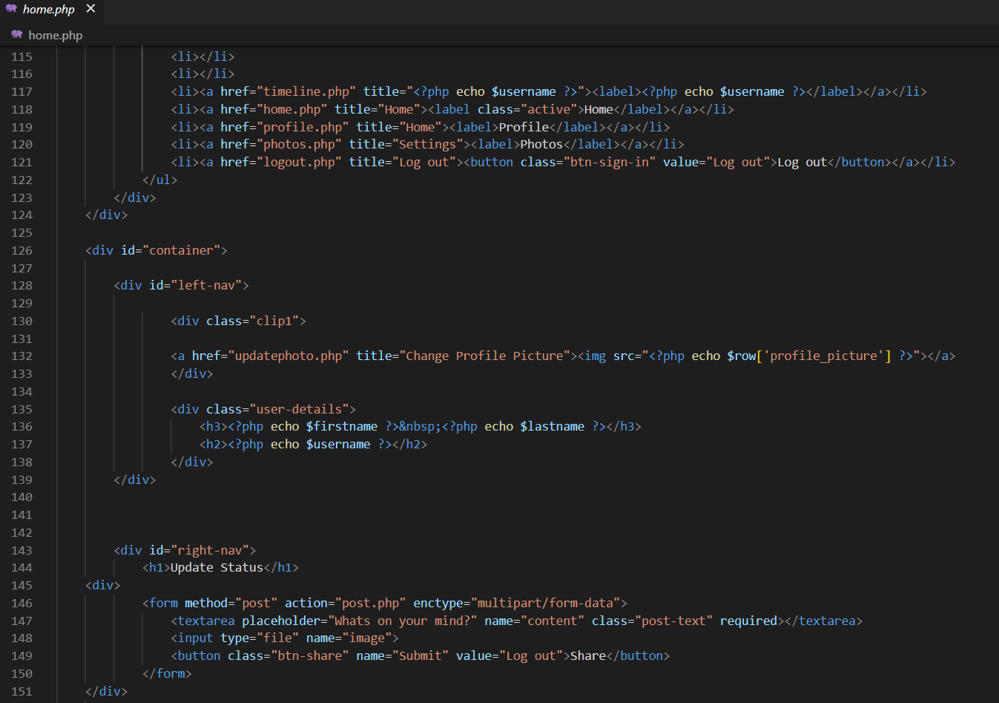 home.php
home.php
115 <li></li>
116 <li></li>
117 <li><a href="timeline.php" title="<?php echo $username ?>"><label><?php echo $username ?></label></a></li>
118 <li><a href="home.php" title="Home"><label class="active">Home</label></a></li>
119 <li><a href="profile.php" title="Home"><label>Profile</label></a></li>
120 <li><a href="photos.php" title="Settings"><label>Photos</label></a></li>
121 <li><a href="logout.php" title="Log out"><button class="btn-sign-in" value="Log out">Log out</button></a></li>
122 </ul>
123 </div>
124 </div>
125
126 <div id="container">
127
128 <div id="left-nav">
129
130 <div class="clip1">
131
132 <a href="updatephoto.php" title="Change Profile Picture"><img src="<?php echo $row['profile_picture'] ?>"></a>
133 </div>
134
135 <div class="user-details">
136 <h3><?php echo $firstname ?>&nbsp;<?php echo $lastname ?></h3>
137 <h2><?php echo $username ?></h2>
138 </div>
139 </div>
140
141
142
143 <div id="right-nav">
144 <h1>Update Status</h1>
145 <div>
146 <form method="post" action="post.php" enctype="multipart/form-data">
147 <textarea placeholder="Whats on your mind?" name="content" class="post-text" required></textarea>
148 <input type="file" name="image">
149 <button class="btn-share" name="Submit" value="Log out">Share</button>
150 </form>
151 </div>